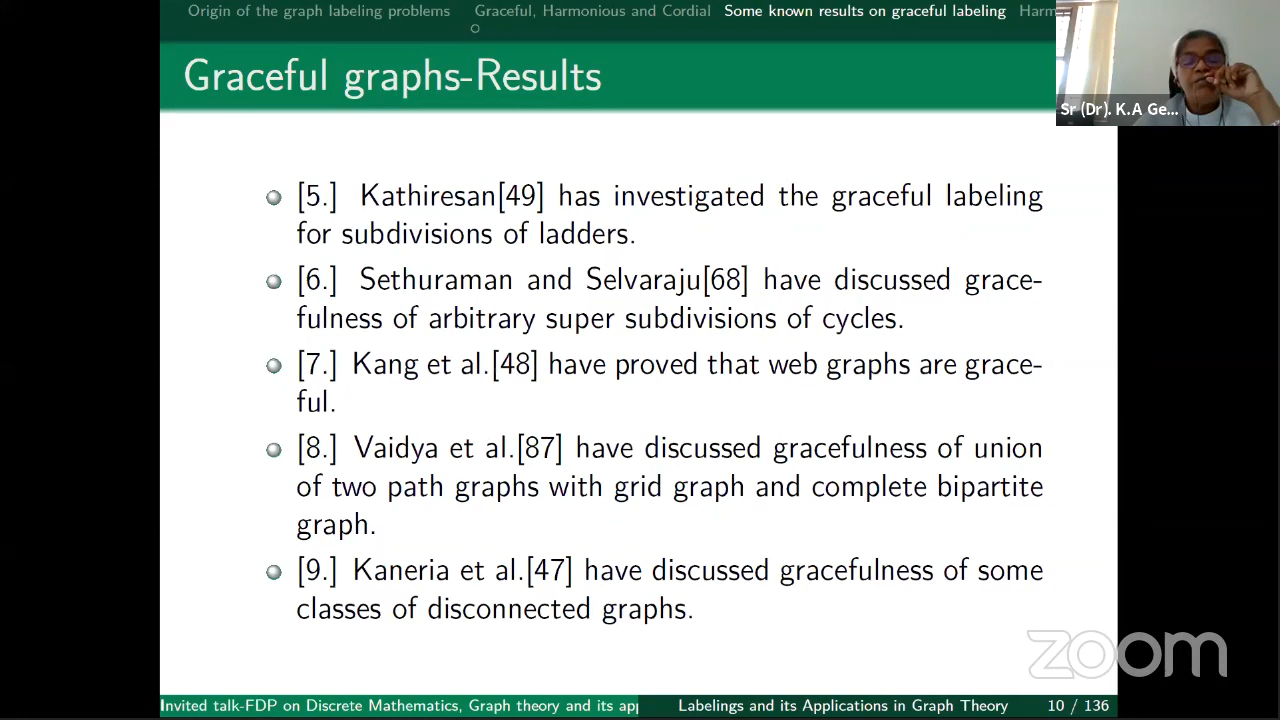 Origin of the graph labeling problems Graceful, Harmonious and Cordial Some known results on graceful labeling Harm
Graceful graphs-Results
Sr (Dr). K.A Ge...
[5.] Kathiresan[49] has investigated the graceful labeling
for subdivisions of ladders.
[6.] Sethuraman and Selvaraju[68] have discussed grace-
fulness of arbitrary super subdivisions of cycles.
[7.] Kang et al.[48] have proved that web graphs are grace-
ful.
[8.] Vaidya et al.[87] have discussed gracefulness of union
of two path graphs with grid graph and complete bipartite
graph.
[9.] Kaneria et al.[47] have discussed gracefulness of some
classes of disconnected graphs.
zoom
Invited talk-FDP on Discrete Mathematics, Graph theory and its app Labelings and its Applications in Graph Theory 10 / 136